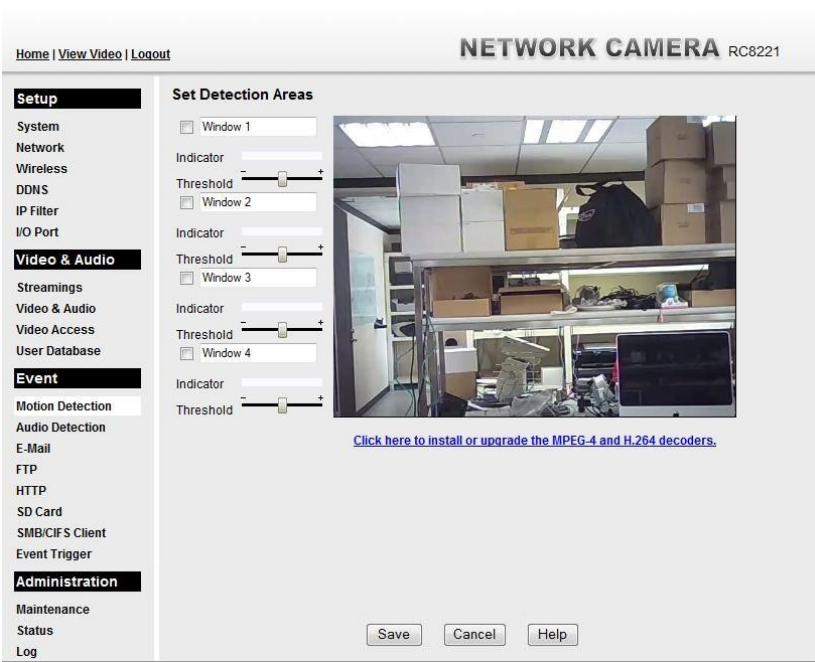 Home | View Video | Logout
NETWORK CAMERA RC8221
Setup
System
Network
Wireless
DDNS
IP Filter
I/O Port
Video & Audio
Streamings
Video & Audio
Video Access
User Database
Event
Motion Detection
Audio Detection
E-Mail
FTP
HTTP
SD Card
SMB/CIFS Client
Event Trigger
Administration
Maintenance
Status
Log
Set Detection Areas
Window 1
Indicator
Threshold - +
Window 2
Indicator
Threshold - +
Window 3
Indicator
Threshold - +
Window 4
Indicator
Threshold - +
Click here to install or upgrade the MPEG-4 and H.264 decoders.
Save Cancel Help